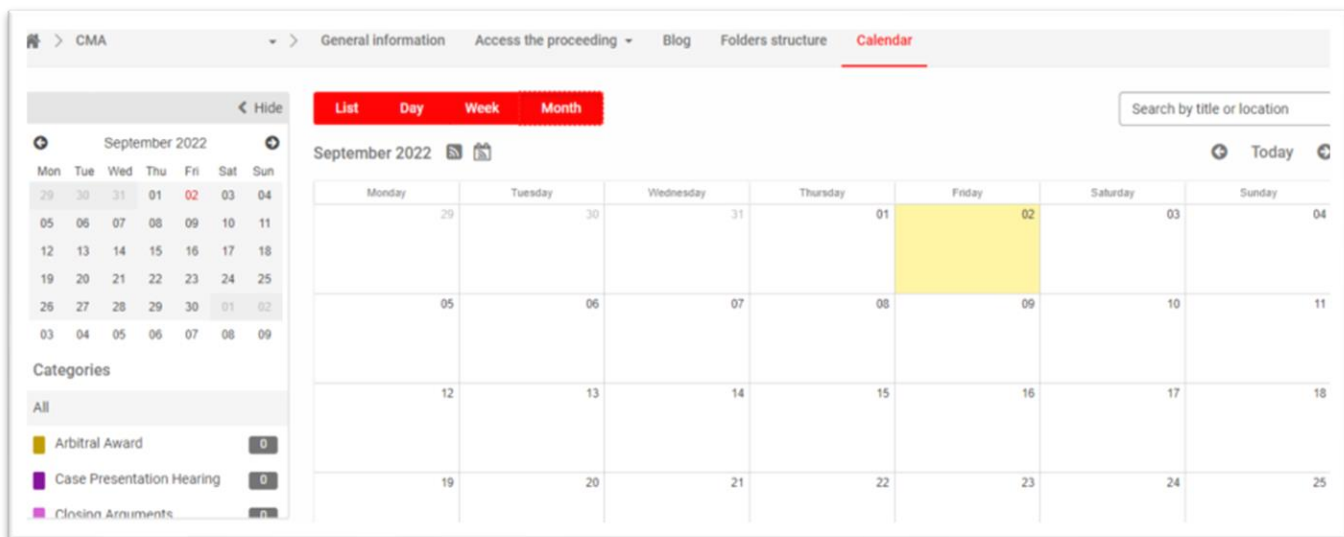 CMA General information Access the proceeding Blog Folders structure Calendar
Hide
September 2022
Mon Tue Wed Thu Fri Sat Sun
29 30 31 01 02 03 04
05 06 07 08 09 10 11
12 13 14 15 16 17 18
19 20 21 22 23 24 25
26 27 28 29 30 01 02
03 04 05 06 07 08 09
Categories
All
Arbitral Award 0
Case Presentation Hearing 0
Closing Arguments 0
List Day Week Month
Search by title or location
September 2022
Today
Monday Tuesday Wednesday Thursday Friday Saturday Sunday
29 30 31 01 02 03 04
05 06 07 08 09 10 11
12 13 14 15 16 17 18
19 20 21 22 23 24 25